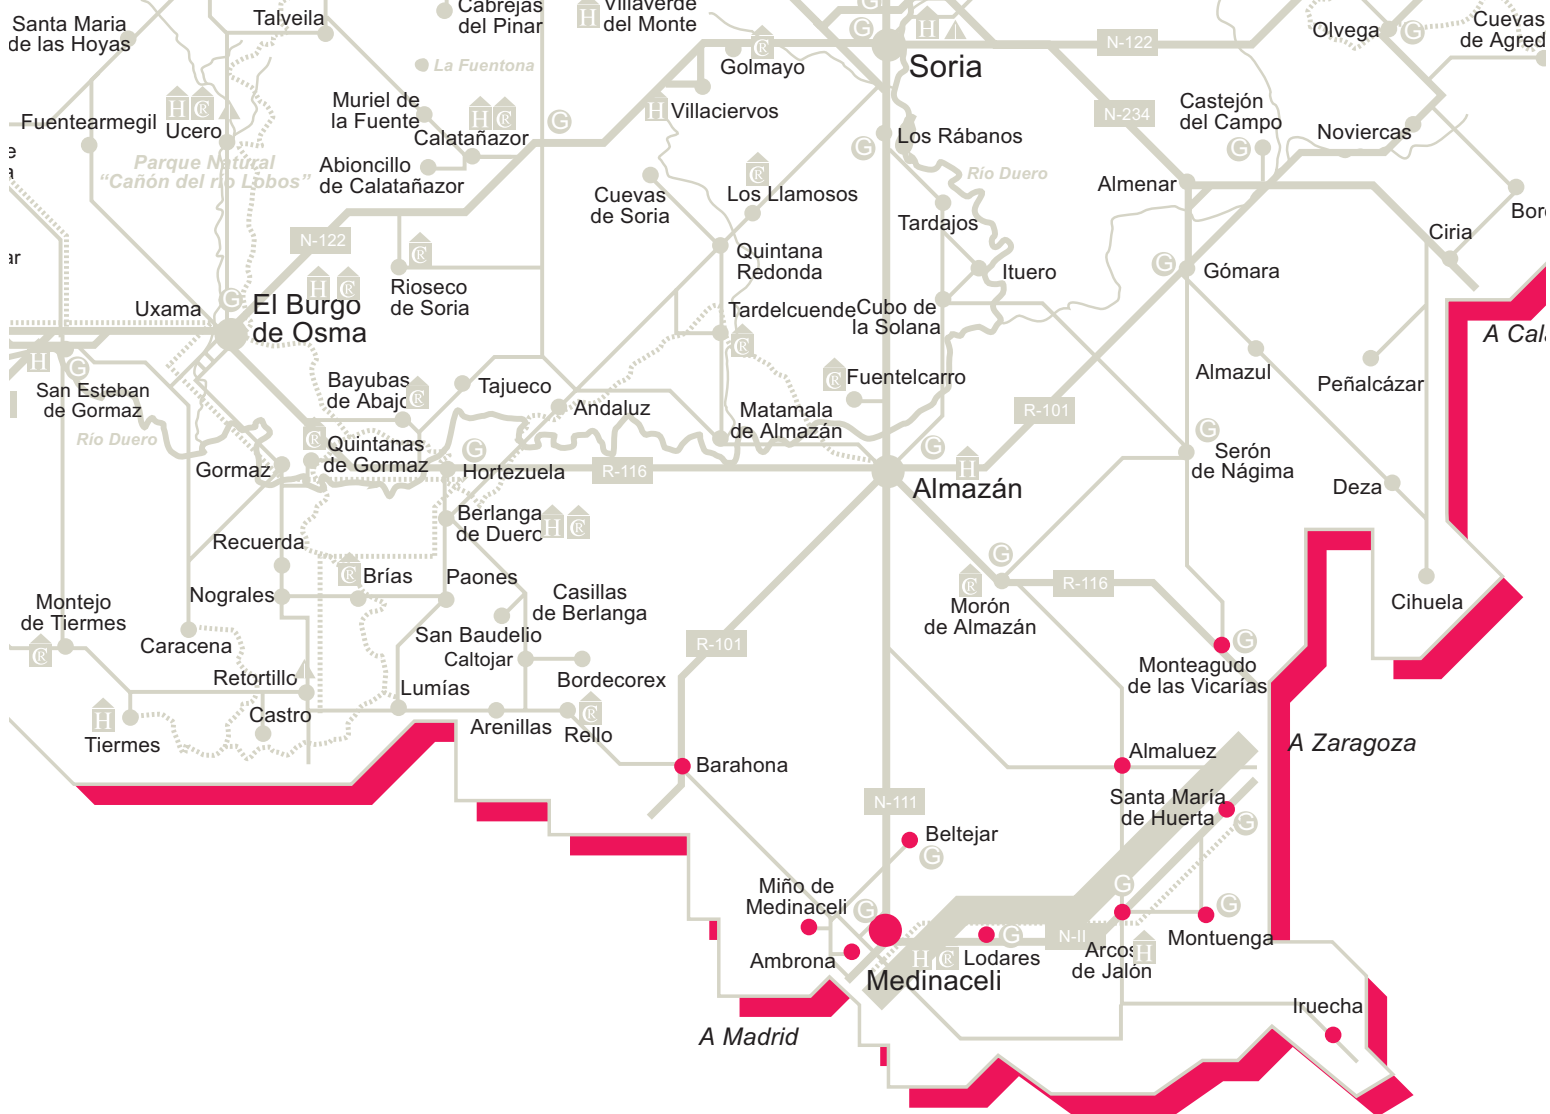 Santa Maria
de las Hoyas
Talveila
Cabrejas
del Pinar
Villaverde
del Monte
Soria
N-122
Olvega
Cuevas
de Agred
La Fuentona
Golmayo
Fuentearmegil
Ucero
Muriel de
la Fuente
Calatañazor
Villaciervos
Los Rábanos
N-234
Castejón
del Campo
Noviercas
Parque Natural
“Cañón del río Lobos”
Abioncillo
de Calatañazor
Cuevas
de Soria
Los Llamosos
Río Duero
Almenar
Tardajos
Ciria
Bor
ar
N-122
Quintana
Redonda
Ituero
Gómara
Rioseco
de Soria
Uxama
El Burgo
de Osma
Tardelcuende
Cubo de
la Solana
A Cala
San Esteban
de Gormaz
Bayubas
de Abajo
Tajueco
Andaluz
Fuentelcarro
Almazul
Peñalcázar
Matamala
de Almazán
R-101
Río Duero
Gormaz
Quintanas
de Gormaz
Hortezuela
R-116
Almazán
Serón
de Nágima
Deza
Berlanga
de Duero
Recuerda
Brías
Paones
Nograles
Casillas
de Berlanga
Montejo
de Tiermes
Caracena
San Baudelio
Caltojar
R-101
Morón
de Almazán
R-116
Cihuela
Retortillo
Lumías
Bordecorex
Monteagudo
de las Vicarías
Castro
Arenillas
Rello
Tiermes
Barahona
Almaluez
A Zaragoza
N-111
Santa María
de Huerta
Beltejar
Miño de
Medinaceli
Ambrona
Medinaceli
Lodares
N-II
Arcos
de Jalón
Montuenga
Iruecha
A Madrid